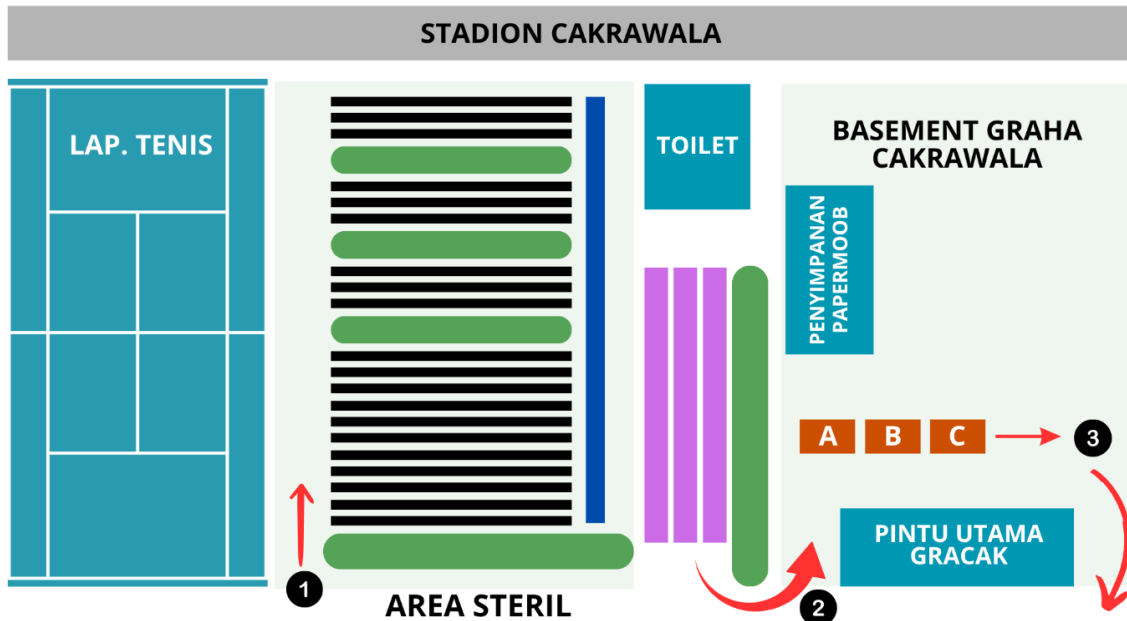 STADION CAKRAWALA
LAP. TENIS
TOILET
BASEMENT GRAHA
CAKRAWALA
PENYIMPANAN
PAPERMOOB
A B C
3
PINTU UTAMA
GRACAK
1
2
AREA STERIL